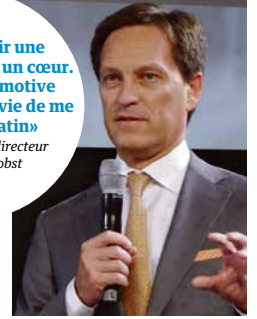 ir une
un cœur.
motive
vie de me
atin»
directeur
obst